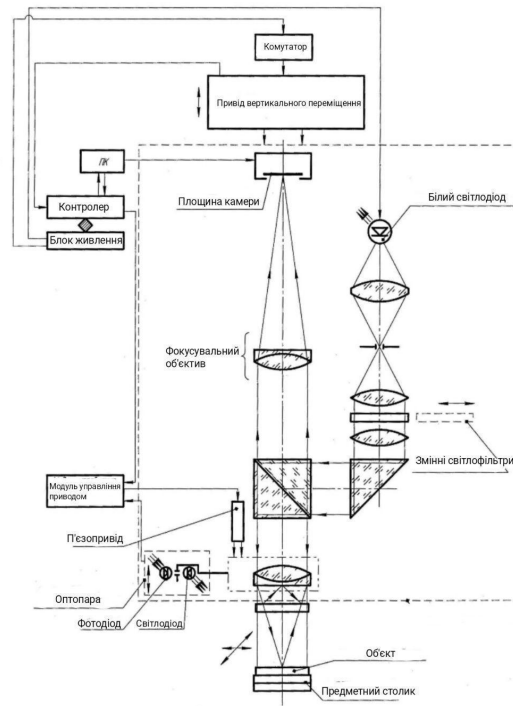 Комутатор
Привід вертикального переміщення
ПК
Площина камери
Білий світлодіод
Контролер
Блок живлення
Фокусувальний
об'єктив
Змінні світлофільтри
Модуль управління
приводом
П'єзопривід
Оптопара
Фотодіод
Світлодіод
Об'єкт
Предметний столик